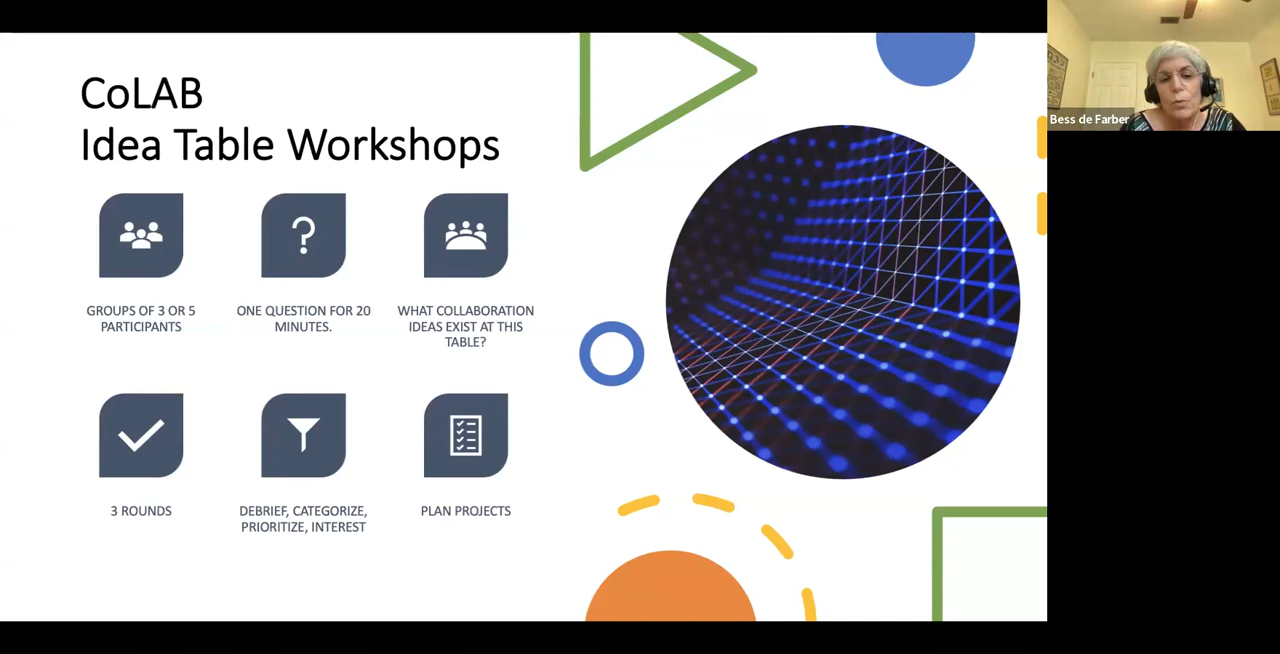 CoLAB
Idea Table Workshops
GROUPS OF 3 OR 5
PARTICIPANTS
ONE QUESTION FOR 20
MINUTES.
WHAT COLLABORATION
IDEAS EXIST AT THIS
TABLE?
3 ROUNDS
DEBRIEF, CATEGORIZE,
PRIORITIZE, INTEREST
PLAN PROJECTS
Bess de Farber